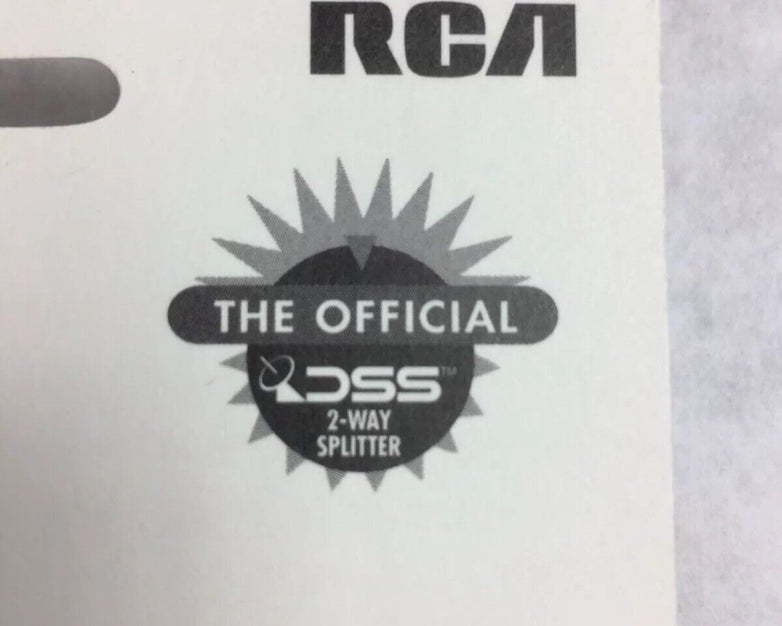 RCA
THE OFFICIAL
DSS™
2-WAY
SPLITTER